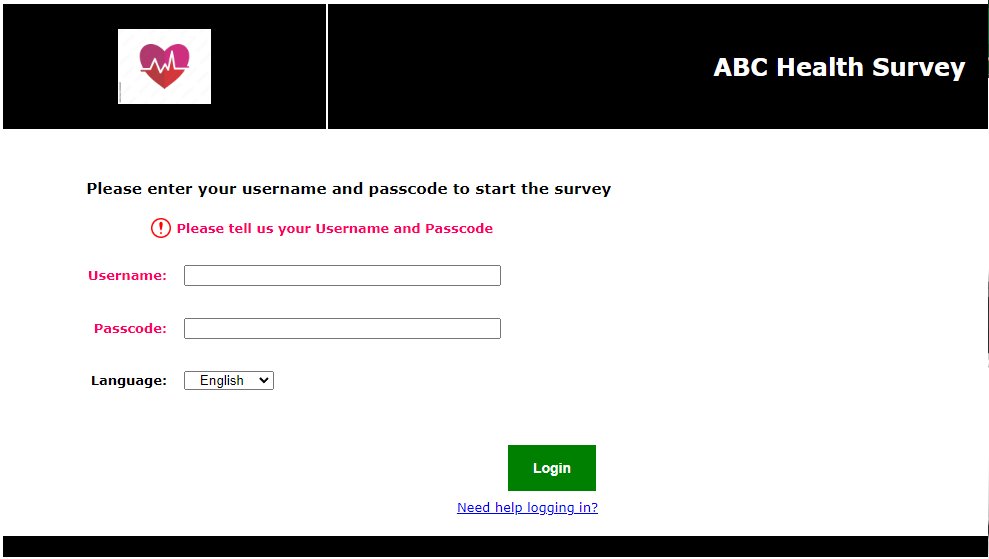 ABC Health Survey
Please enter your username and passcode to start the survey
Please tell us your Username and Passcode
Username:
Passcode:
Language: English
Login
Need help logging in?